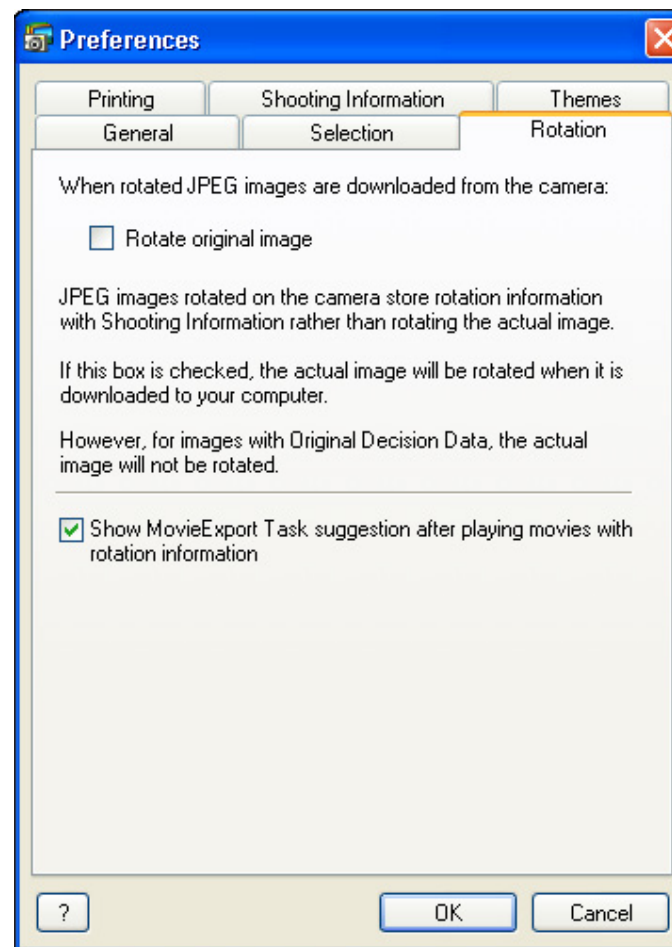 Preferences
Printing Shooting Information Themes
General Selection Rotation
When rotated JPEG images are downloaded from the camera:
Rotate original image
JPEG images rotated on the camera store rotation information
with Shooting Information rather than rotating the actual image.
If this box is checked, the actual image will be rotated when it is
downloaded to your computer.
However, for images with Original Decision Data, the actual
image will not be rotated.
Show MovieExport Task suggestion after playing movies with
rotation information
? OK Cancel